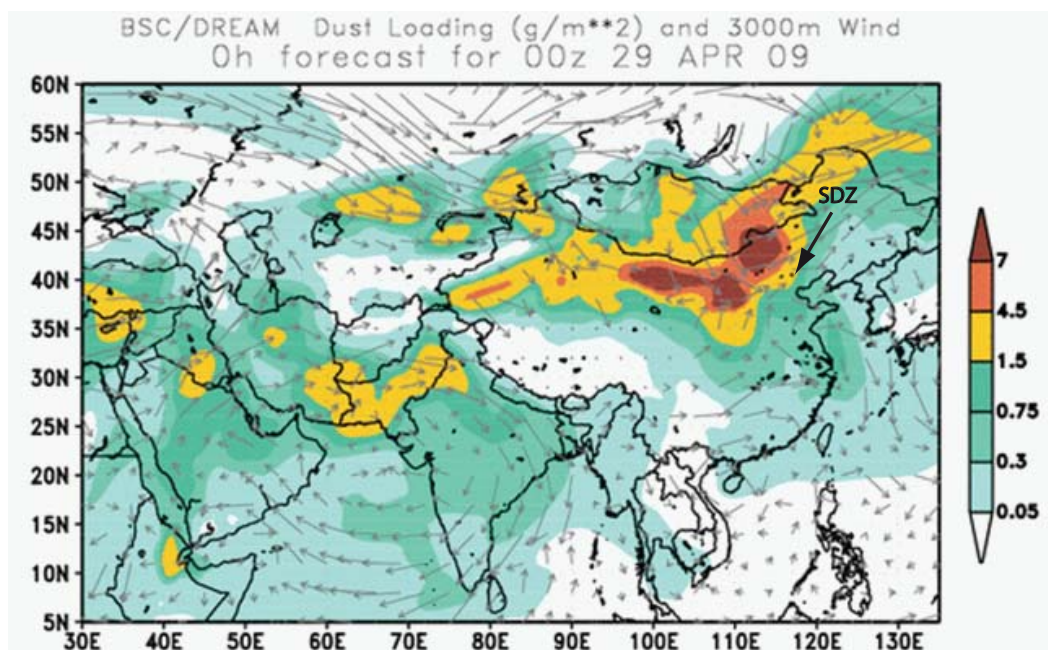 BSC/DREAM Dust Loading (g/m**2) and 3000m Wind
0h forecast for 00z 29 APR 09
60N
55N
50N
45N
40N
35N
30N
25N
20N
15N
10N
5N
SDZ
7
4.5
1.5
0.75
0.3
0.05
30E 40E 50E 60E 70E 80E 90E 100E 110E 120E 130E